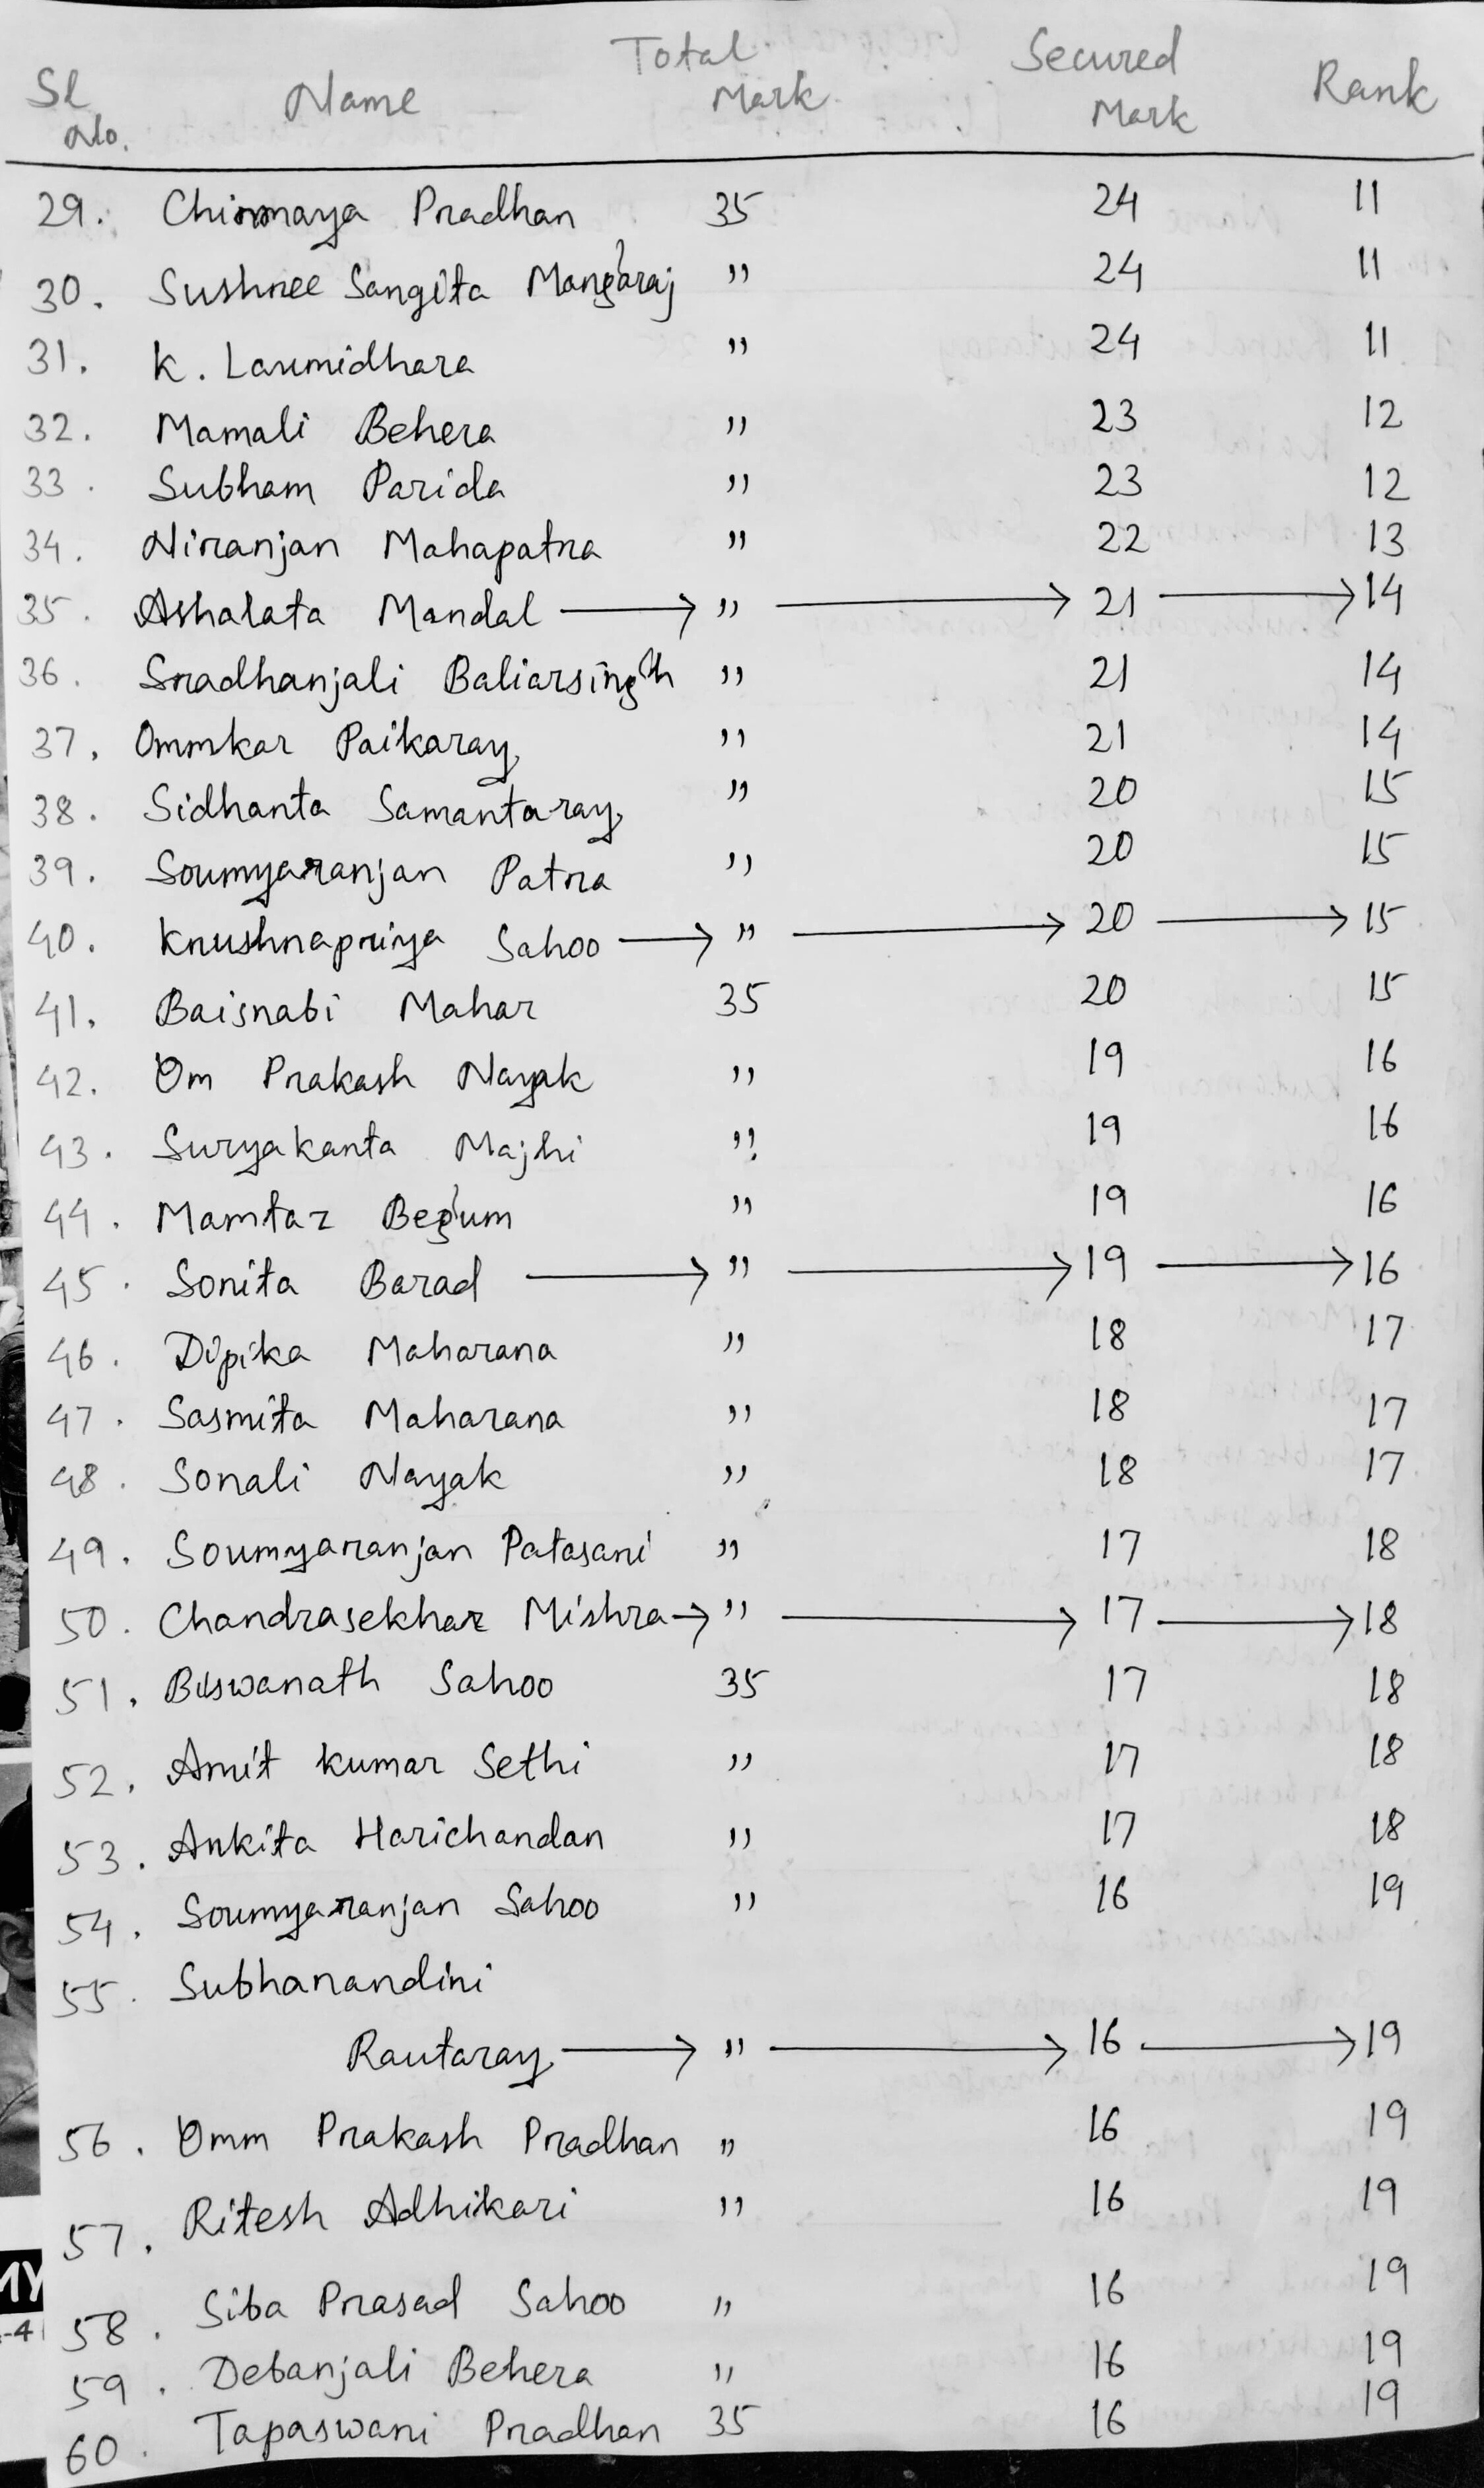 Sl No. Name Total Mark Secured Mark Rank
29. Chinmaya Pradhan 35 24 11
30. Sushree Sangita Mangaraj " 24 11
31. K. Laxmidhara " 24 11
32. Mamali Behera " 23 12
33. Subham Parida " 23 12
34. Niranjan Mahapatra " 22 13
35. Ashalata Mandal → " → 21 → 14
36. Sradhanjali Baliarsingh " 21 14
37. Ommkar Paikaray " 21 14
38. Sidhanta Samantaray " 20 15
39. Soumyaranjan Patra " 20 15
40. Krushnapriya Sahoo → " → 20 → 15
41. Baisnabi Mahar 35 20 15
42. Om Prakash Nayak " 19 16
43. Suryakanta Majhi " 19 16
44. Mamtaz Begum " 19 16
45. Sonita Barad → " → 19 → 16
46. Dipika Maharana " 18 17
47. Sasmita Maharana " 18 17
48. Sonali Nayak " 18 17
49. Soumyaranjan Patasani " 17 18
50. Chandrasekhar Mishra → " → 17 → 18
51. Biswanath Sahoo 35 17 18
52. Amit Kumar Sethi " 17 18
53. Ankita Harichandan " 17 18
54. Soumyaranjan Sahoo " 16 19
55. Subhanandini
Rautaray → " → 16 → 19
56. Omm Prakash Pradhan " 16 19
57. Ritesh Adhikari " 16 19
58. Siba Prasad Sahoo " 16 19
59. Debanjali Behera " 16 19
60. Tapaswani Pradhan 35 16 19